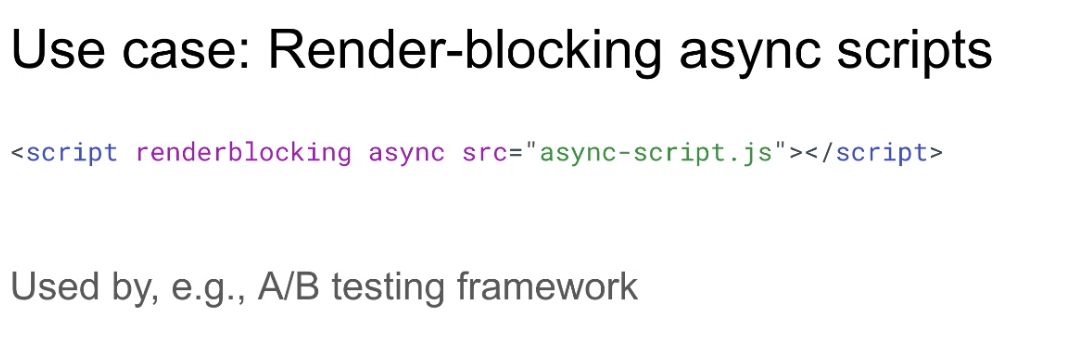 Use case: Render-blocking async scripts
<script renderblocking async src="async-script.js"></script>
Used by, e.g., A/B testing framework